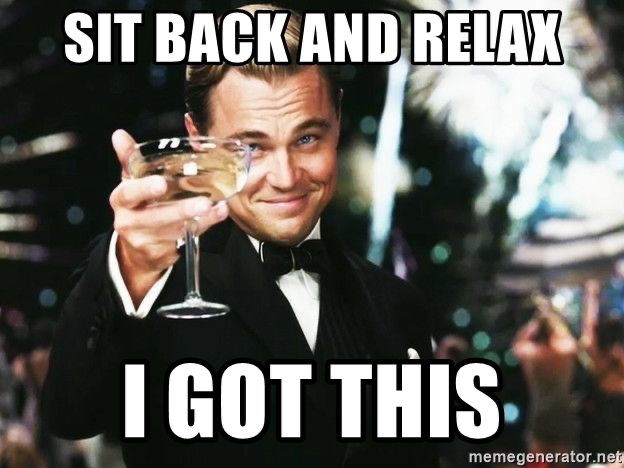 SIT BACK AND RELAX
I GOT THIS
memegenerator.net